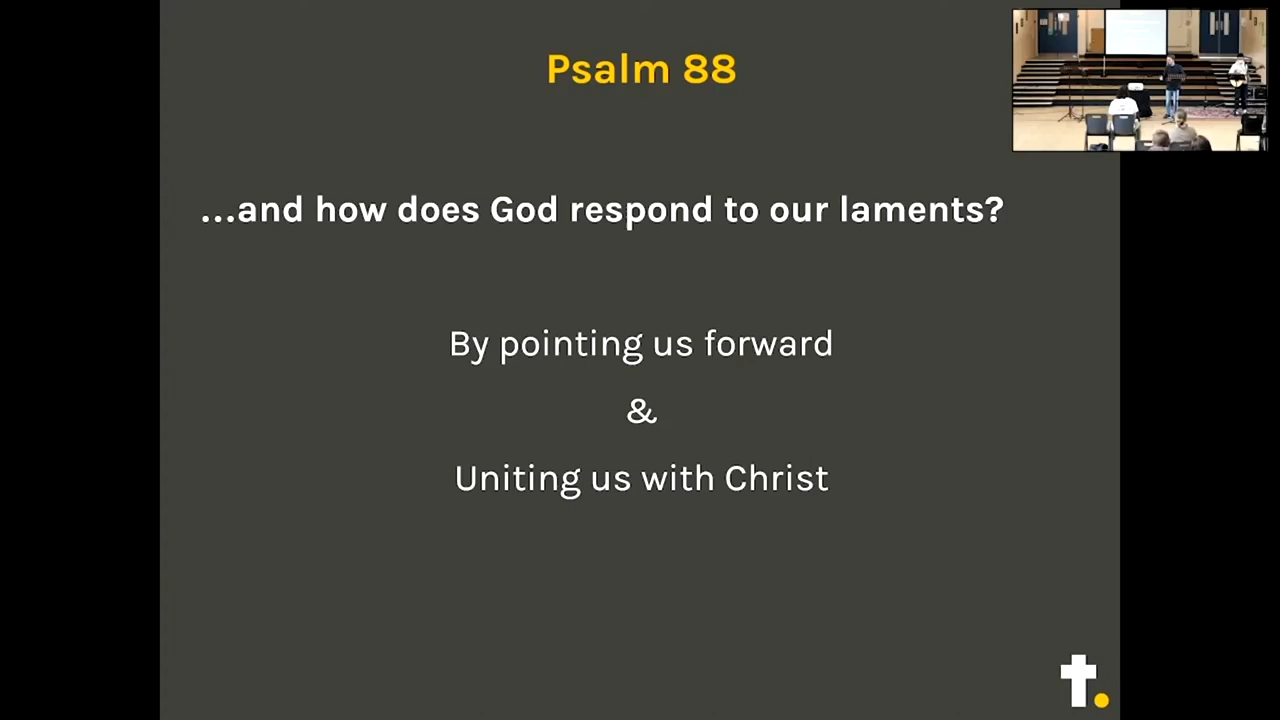 Psalm 88
...and how does God respond to our laments?
By pointing us forward
&
Uniting us with Christ